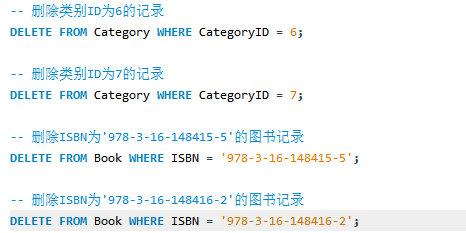 -- 删除类别ID为6的记录
DELETE FROM Category WHERE CategoryID = 6;
-- 删除类别ID为7的记录
DELETE FROM Category WHERE CategoryID = 7;
-- 删除ISBN为'978-3-16-148415-5'的图书记录
DELETE FROM Book WHERE ISBN = '978-3-16-148415-5';
-- 删除ISBN为'978-3-16-148416-2'的图书记录
DELETE FROM Book WHERE ISBN = '978-3-16-148416-2';